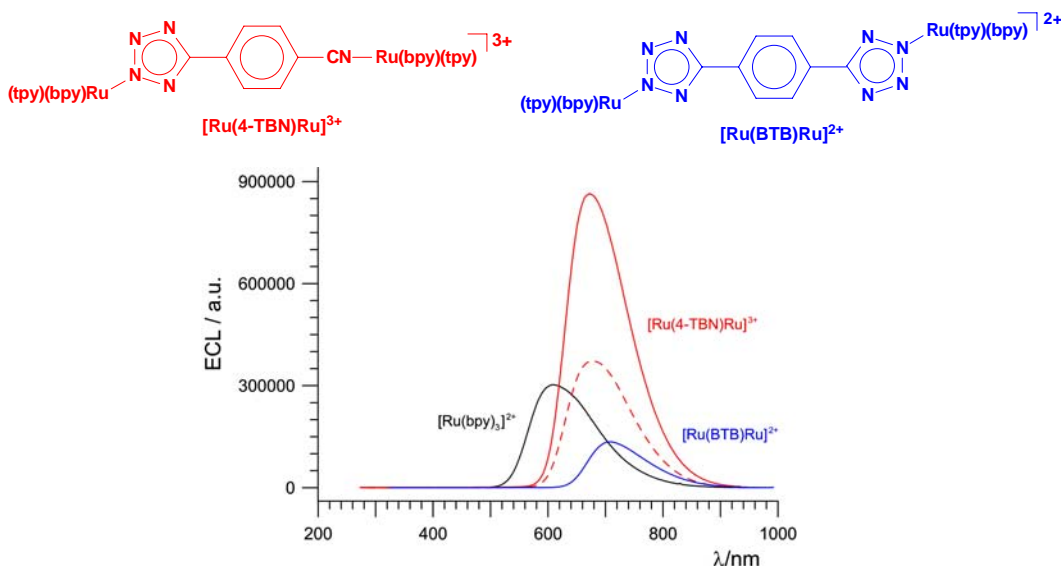 N N N N CN—Ru(bpy)(tpy) 3+
(tpy)(bpy)Ru
[Ru(4-TBN)Ru]3+
N N N N N N N N Ru(tpy)(bpy) 2+
(tpy)(bpy)Ru
[Ru(BTB)Ru]2+
ECL / a.u.
900000
600000
300000
0
[Ru(4-TBN)Ru]3+
[Ru(bpy)3]2+
[Ru(BTB)Ru]2+
200 400 600 800 1000
λ/nm